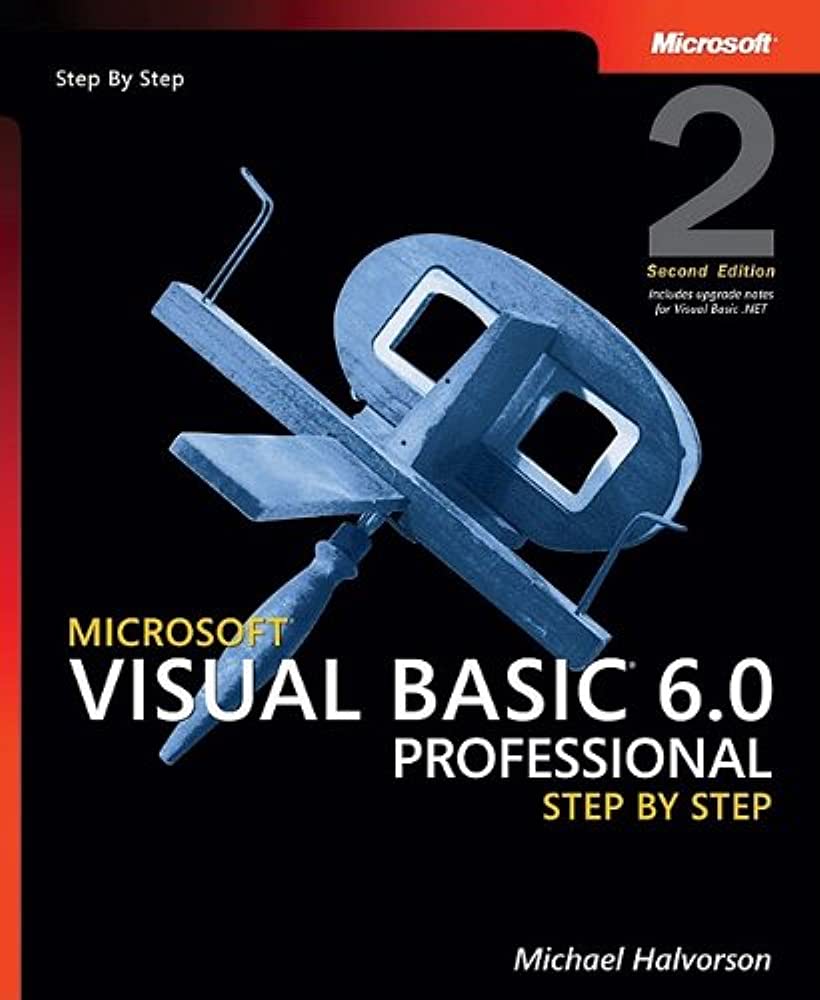 Microsoft®
Step By Step
2
Second Edition
Includes upgrade notes
for Visual Basic .NET
MICROSOFT®
VISUAL BASIC® 6.0
PROFESSIONAL
STEP BY STEP
Michael Halvorson